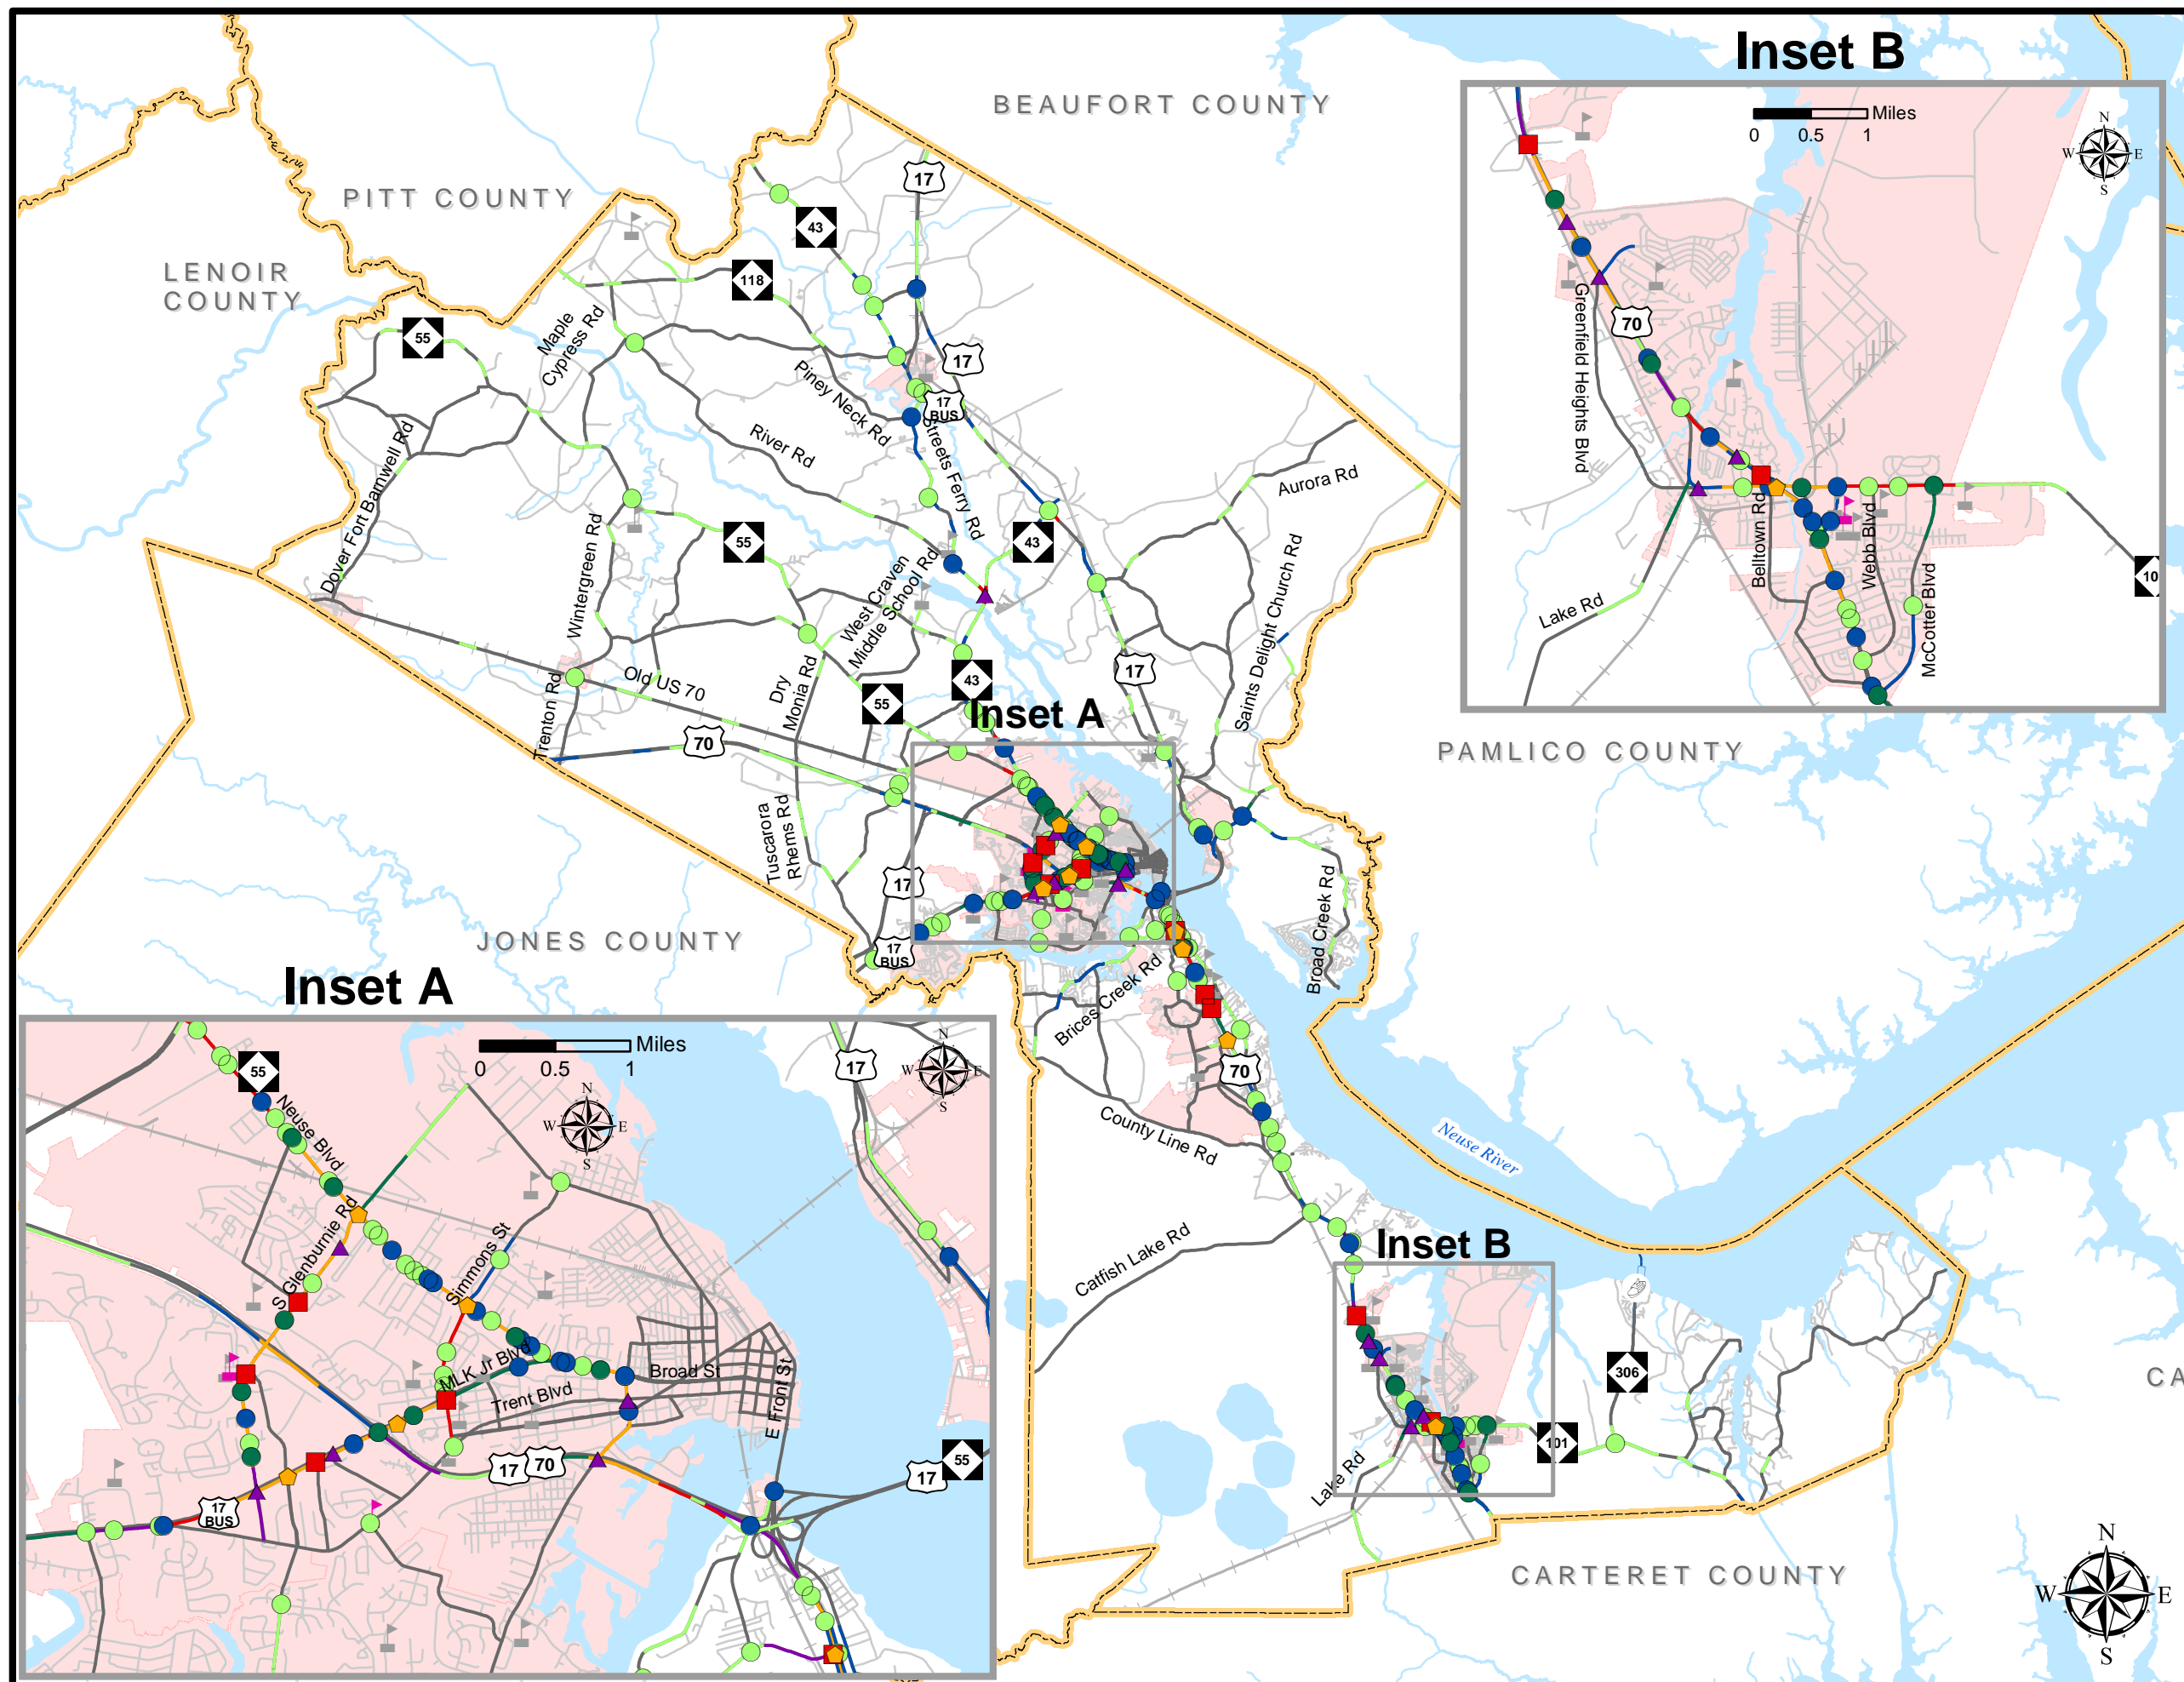 Inset B
BEAUFORT COUNTY
Miles
0 0.5 1
N
W E
S
17
PITT COUNTY
43
LENOIR
COUNTY
118
55
Maple
Cypress Rd
17
70
Greenfield Heights Blvd
Piney Neck Rd
17
BUS
Streets Ferry Rd
River Rd
Dover Fort Barnwell Rd
Aurora Rd
Belltown Rd
Webb Blvd
McCotter Blvd
Lake Rd
10
Wintergreen Rd
55
43
West Craven
Middle School Rd
Saints Delight Church Rd
17
Old US 70
Trenton Rd
Dry
Monia Rd
43
55
Inset A
70
PAMLICO COUNTY
Tuscarora
Rhems Rd
17
17
BUS
JONES COUNTY
Broad Creek Rd
Brices Creek Rd
70
County Line Rd
Neuse River
Catfish Lake Rd
Inset B
306
101
Lake Rd
CA
CARTERET COUNTY
N
W E
S
Inset A
Miles
0 0.5 1
N
W E
S
N
W E
S
55
17
Neuse Blvd
S Glenburnie Rd
Simmons St
MLK Jr Blvd
Broad St
Trent Blvd
E Front St
17 70
17
55
17
BUS